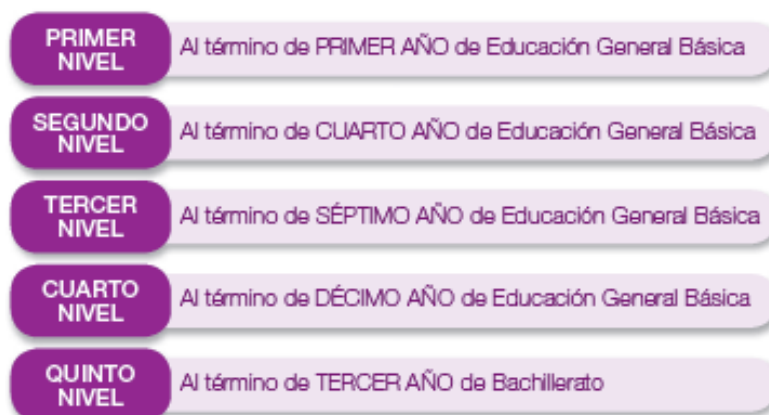 PRIMER
NIVEL
Al término de PRIMER AÑO de Educación General Básica
SEGUNDO
NIVEL
Al término de CUARTO AÑO de Educación General Básica
TERCER
NIVEL
Al término de SÉPTIMO AÑO de Educación General Básica
CUARTO
NIVEL
Al término de DÉCIMO AÑO de Educación General Básica
QUINTO
NIVEL
Al término de TERCER AÑO de Bachillerato